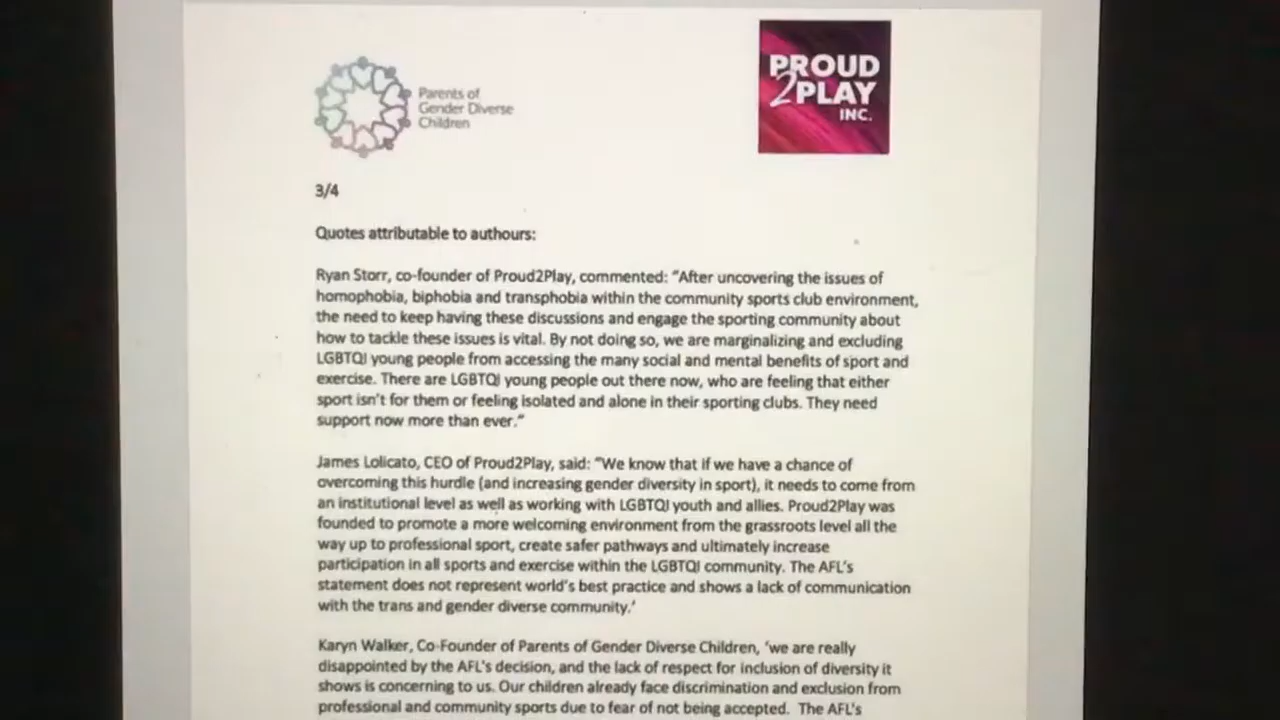 Parents of
Gender Diverse
Children
PROUD
2PLAY
INC.
3/4
Quotes attributable to authours:
Ryan Storr, co-founder of Proud2Play, commented: "After uncovering the issues of
homophobia, biphobia and transphobia within the community sports club environment,
the need to keep having these discussions and engage the sporting community about
how to tackle these issues is vital. By not doing so, we are marginalizing and excluding
LGBTQI young people from accessing the many social and mental benefits of sport and
exercise. There are LGBTQI young people out there now, who are feeling that either
sport isn't for them or feeling isolated and alone in their sporting clubs. They need
support now more than ever."
James Lolicato, CEO of Proud2Play, said: "We know that if we have a chance of
overcoming this hurdle (and increasing gender diversity in sport), it needs to come from
an institutional level as well as working with LGBTQI youth and allies. Proud2Play was
founded to promote a more welcoming environment from the grassroots level all the
way up to professional sport, create safer pathways and ultimately increase
participation in all sports and exercise within the LGBTQI community. The AFL's
statement does not represent world's best practice and shows a lack of communication
with the trans and gender diverse community.'
Karyn Walker, Co-Founder of Parents of Gender Diverse Children, 'we are really
disappointed by the AFL's decision, and the lack of respect for inclusion of diversity it
shows is concerning to us. Our children already face discrimination and exclusion from
professional and community sports due to fear of not being accepted. The AFL's